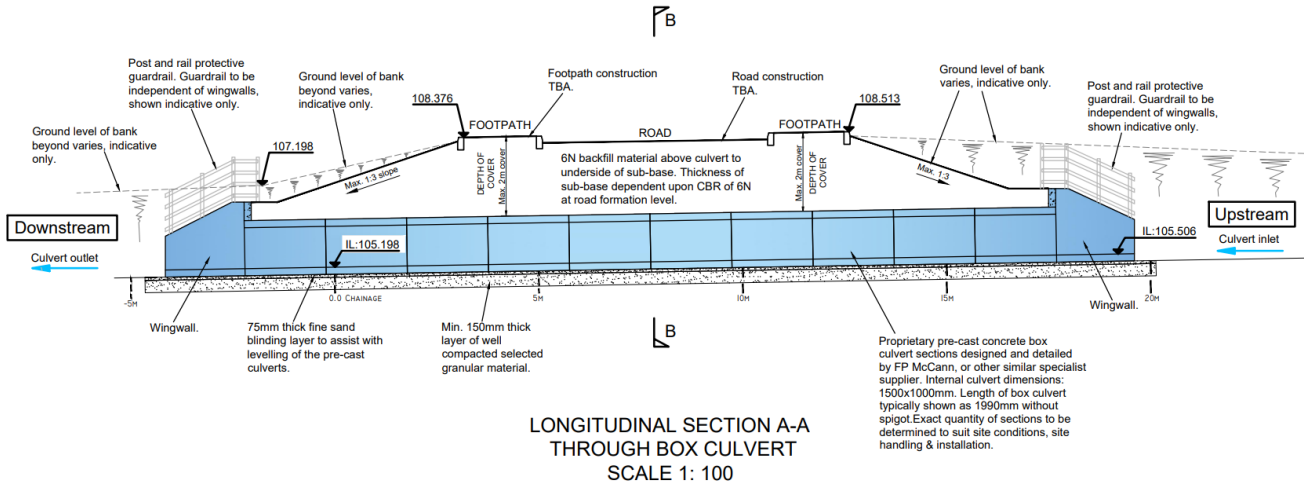 B
Post and rail protective
guardrail. Guardrail to be
independent of wingwalls,
shown indicative only.
Ground level of bank
beyond varies,
indicative only.
Footpath construction
TBA.
Road construction
TBA.
Ground level of bank
varies, indicative only.
Post and rail protective
guardrail. Guardrail to be
independent of wingwalls,
shown indicative only.
108.376
108.513
FOOTPATH
ROAD
FOOTPATH
Ground level of bank
beyond varies, indicative
only.
107.198
Max. 1:3 slope
DEPTH OF
COVER
Max. 2m cover
6N backfill material above culvert to
underside of sub-base. Thickness of
sub-base dependent upon CBR of 6N
at road formation level.
Max. 2m cover
DEPTH OF
COVER
Max. 1:3
Downstream
Culvert outlet
IL:105.198
IL:105.506
Upstream
Culvert inlet
-5M
0.0 CHAINAGE
5M
10M
15M
20M
Wingwall.
75mm thick fine sand
blinding layer to assist with
levelling of the pre-cast
culverts.
Min. 150mm thick
layer of well
compacted selected
granular material.
B
Wingwall.
Proprietary pre-cast concrete box
culvert sections designed and detailed
by FP McCann, or other similar specialist
supplier. Internal culvert dimensions:
1500x1000mm. Length of box culvert
typically shown as 1990mm without
spigot.Exact quantity of sections to be
determined to suit site conditions, site
handling & installation.
LONGITUDINAL SECTION A-A
THROUGH BOX CULVERT
SCALE 1: 100